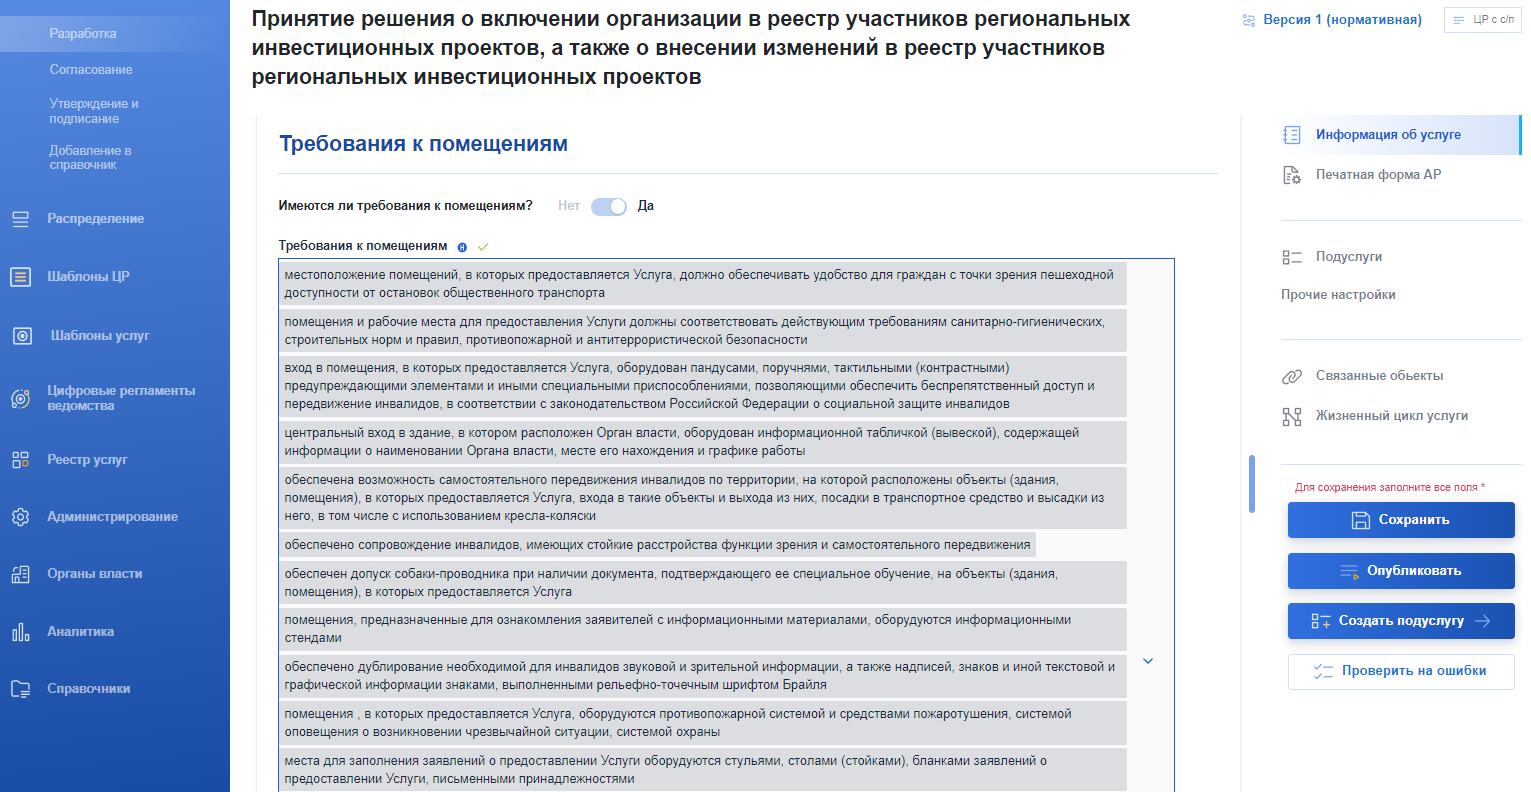 Разработка
Согласование
Утверждение и
подписание
Добавление в
справочник
Распределение
Шаблоны ЦР
Шаблоны услуг
Цифровые регламенты
ведомства
Реестр услуг
Администрирование
Органы власти
Аналитика
Справочники
Принятие решения о включении организации в реестр участников региональных
инвестиционных проектов, а также о внесении изменений в реестр участников
региональных инвестиционных проектов
Версия 1 (нормативная)
ЦР с с/п
Требования к помещениям
Имеются ли требования к помещениям? Нет Да
Требования к помещениям
местоположение помещений, в которых предоставляется Услуга, должно обеспечивать удобство для граждан с точки зрения пешеходной
доступности от остановок общественного транспорта
помещения и рабочие места для предоставления Услуги должны соответствовать действующим требованиям санитарно-гигиенических,
строительных норм и правил, противопожарной и антитеррористической безопасности
вход в помещения, в которых предоставляется Услуга, оборудован пандусами, поручнями, тактильными (контрастными)
предупреждающими элементами и иными специальными приспособлениями, позволяющими обеспечить беспрепятственный доступ и
передвижение инвалидов, в соответствии с законодательством Российской Федерации о социальной защите инвалидов
центральный вход в здание, в котором расположен Орган власти, оборудован информационной табличкой (вывеской), содержащей
информации о наименовании Органа власти, месте его нахождения и графике работы
обеспечена возможность самостоятельного передвижения инвалидов по территории, на которой расположены объекты (здания,
помещения), в которых предоставляется Услуга, входа в такие объекты и выхода из них, посадки в транспортное средство и высадки из
него, в том числе с использованием кресла-коляски
обеспечено сопровождение инвалидов, имеющих стойкие расстройства функции зрения и самостоятельного передвижения
обеспечен допуск собаки-проводника при наличии документа, подтверждающего ее специальное обучение, на объекты (здания,
помещения), в которых предоставляется Услуга
помещения, предназначенные для ознакомления заявителей с информационными материалами, оборудуются информационными
стендами
обеспечено дублирование необходимой для инвалидов звуковой и зрительной информации, а также надписей, знаков и иной текстовой и
графической информации знаками, выполненными рельефно-точечным шрифтом Брайля
помещения , в которых предоставляется Услуга, оборудуются противопожарной системой и средствами пожаротушения, системой
оповещения о возникновении чрезвычайной ситуации, системой охраны
места для заполнения заявлений о предоставлении Услуги оборудуются стульями, столами (стойками), бланками заявлений о
предоставлении Услуги, письменными принадлежностями
Информация об услуге
Печатная форма АР
Подуслуги
Прочие настройки
Связанные обьекты
Жизненный цикл услуги
Для сохранения заполните все поля *
Сохранить
Опубликовать
Создать подуслугу
Проверить на ошибки